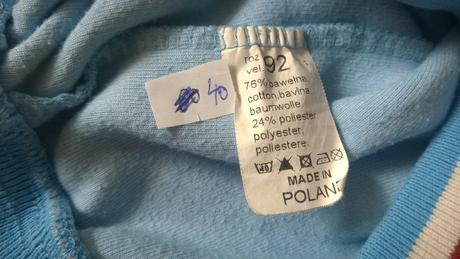 40
roz
vel. 92
76% bawełna,
cotton, bavlna
baumwolle
24% poliester,
polyester,
poliestere
40
MADE IN
POLAND